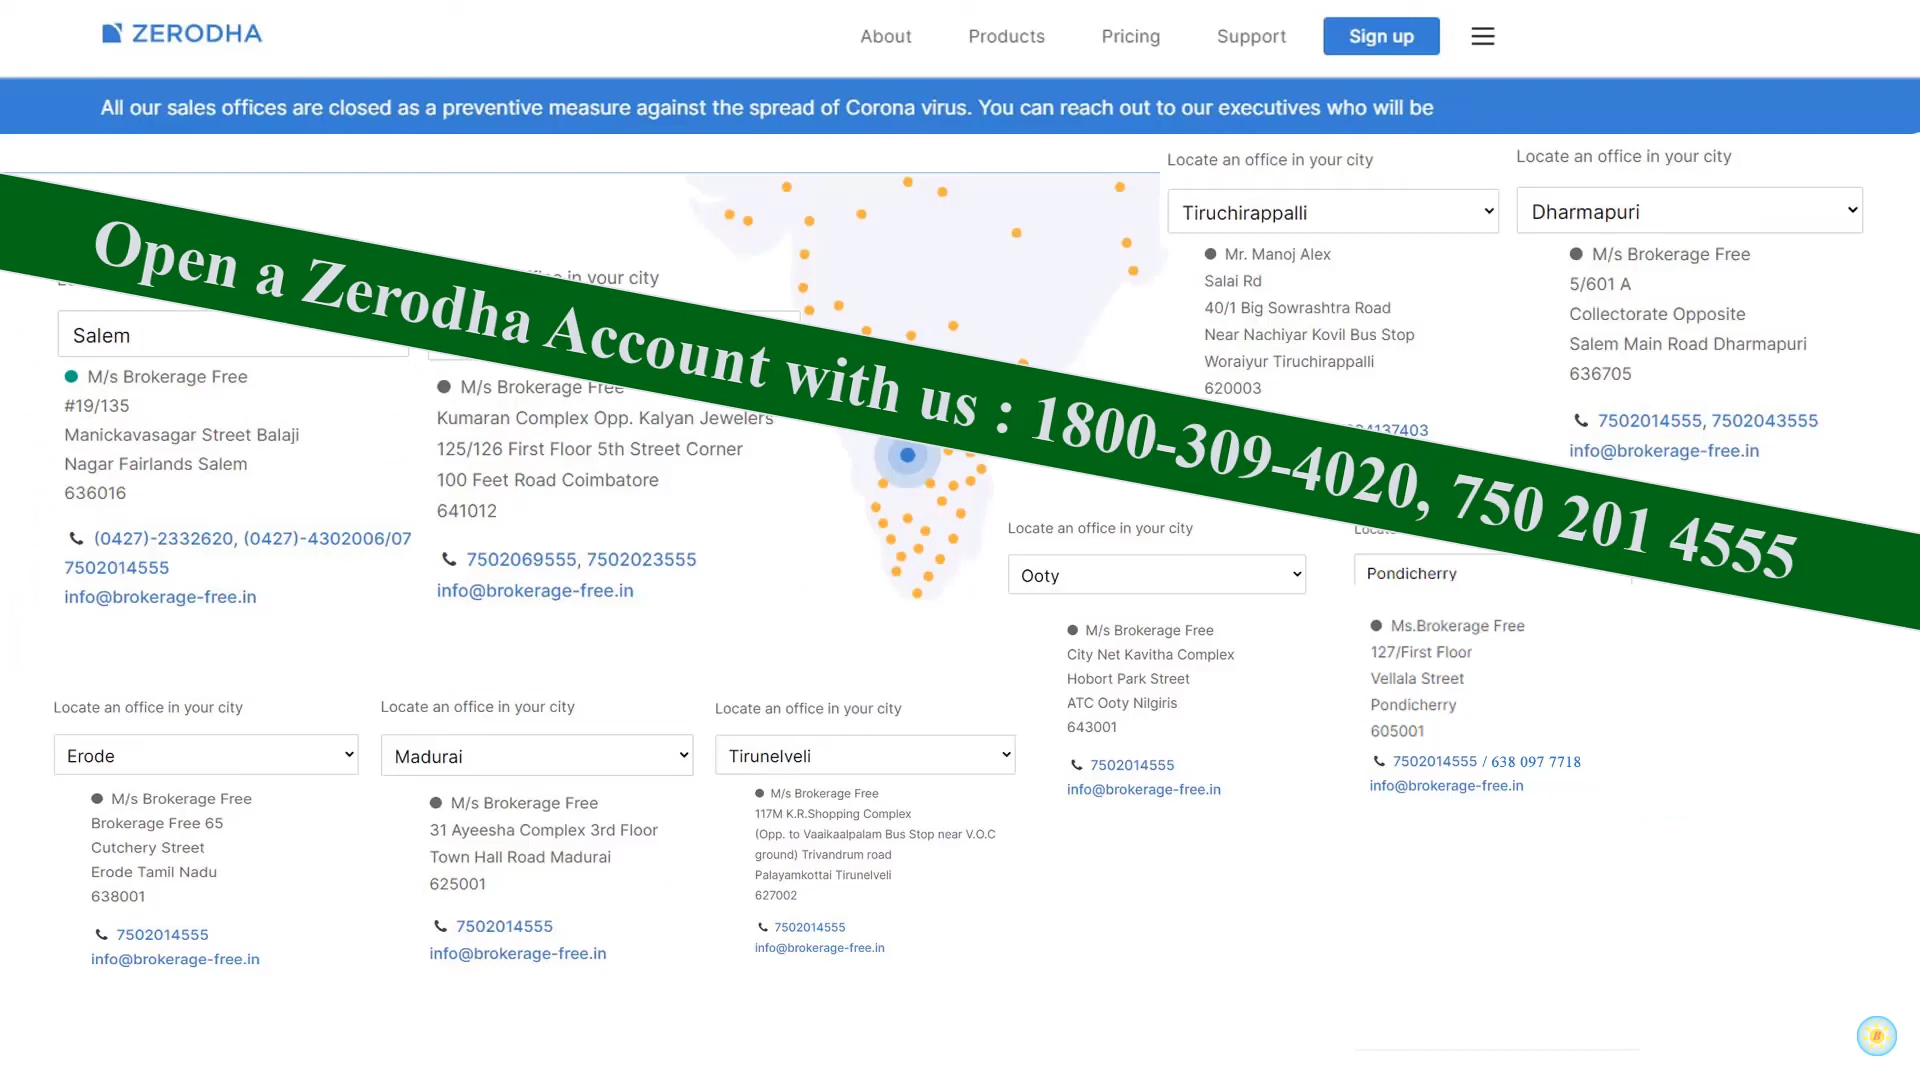 ZERODHA
About
Products
Pricing
Support
Sign up
All our sales offices are closed as a preventive measure against the spread of Corona virus. You can reach out to our executives who will be
Open a Zerodha Account with us : 1800-309-4020, 750 201 4555
Salem
M/s Brokerage Free
#19/135
Manickavasagar Street Balaji
Nagar Fairlands Salem
636016
(0427)-2332620, (0427)-4302006/07
7502014555
info@brokerage-free.in
in your city
M/s Brokerage Free
Kumaran Complex Opp. Kalyan Jewelers
125/126 First Floor 5th Street Corner
100 Feet Road Coimbatore
641012
7502069555, 7502023555
info@brokerage-free.in
Locate an office in your city
Tiruchirappalli
Mr. Manoj Alex
Salai Rd
40/1 Big Sowrashtra Road
Near Nachiyar Kovil Bus Stop
Woraiyur Tiruchirappalli
620003
Locate an office in your city
Dharmapuri
M/s Brokerage Free
5/601 A
Collectorate Opposite
Salem Main Road Dharmapuri
636705
7502014555, 7502043555
info@brokerage-free.in
Locate an office in your city
Ooty
M/s Brokerage Free
City Net Kavitha Complex
Hobort Park Street
ATC Ooty Nilgiris
643001
7502014555
info@brokerage-free.in
Pondicherry
Ms.Brokerage Free
127/First Floor
Vellala Street
Pondicherry
605001
7502014555 / 638 097 7718
info@brokerage-free.in
Locate an office in your city
Erode
M/s Brokerage Free
Brokerage Free 65
Cutchery Street
Erode Tamil Nadu
638001
7502014555
info@brokerage-free.in
Locate an office in your city
Madurai
M/s Brokerage Free
31 Ayeesha Complex 3rd Floor
Town Hall Road Madurai
625001
7502014555
info@brokerage-free.in
Locate an office in your city
Tirunelveli
M/s Brokerage Free
117M K.R.Shopping Complex
(Opp. to Vaaikaalpalam Bus Stop near V.O.C
ground) Trivandrum road
Palayamkottai Tirunelveli
627002
7502014555
info@brokerage-free.in